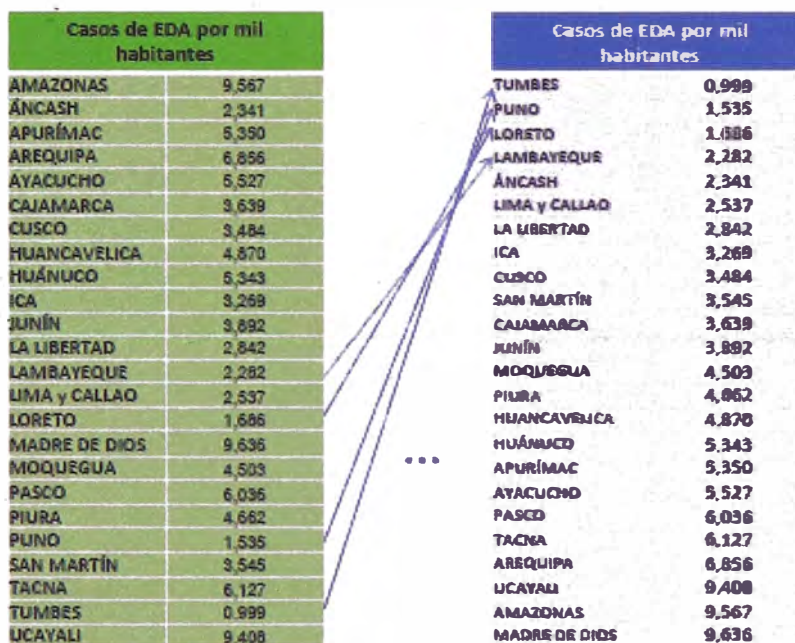 Casos de EDA por mil
habitantes
AMAZONAS 9,567
ÁNCASH 2,341
APURÍMAC 5,350
AREQUIPA 6,856
AYACUCHO 5,527
CAJAMARCA 3,639
CUSCO 3,484
HUANCAVELICA 4,870
HUÁNUCO 5,343
ICA 3,269
JUNÍN 3,892
LA LIBERTAD 2,842
LAMBAYEQUE 2,282
LIMA y CALLAO 2,537
LORETO 1,686
MADRE DE DIOS 9,636
MOQUEGUA 4,503
PASCO 6,036
PIURA 4,662
PUNO 1,535
SAN MARTÍN 3,545
TACNA 6,127
TUMBES 0.999
UCAYALI 9.408
...
Casos de EDA por mil
habitantes
TUMBES 0,999
PUNO 1,535
LORETO 1,686
LAMBAYEQUE 2,282
ÁNCASH 2,341
LIMA y CALLAO 2,537
LA LIBERTAD 2,842
ICA 3,269
CUSCO 3,484
SAN MARTÍN 3,545
CAJAMARCA 3,639
JUNÍN 3,892
MOQUEGUA 4,503
PIURA 4,662
HUANCAVELICA 4,870
HUÁNUCO 5,343
APURÍMAC 5,350
AYACUCHO 5,527
PASCO 6,036
TACNA 6,127
AREQUIPA 6,856
UCAYALI 9,408
AMAZONAS 9,567
MADRE DE DIOS 9,636